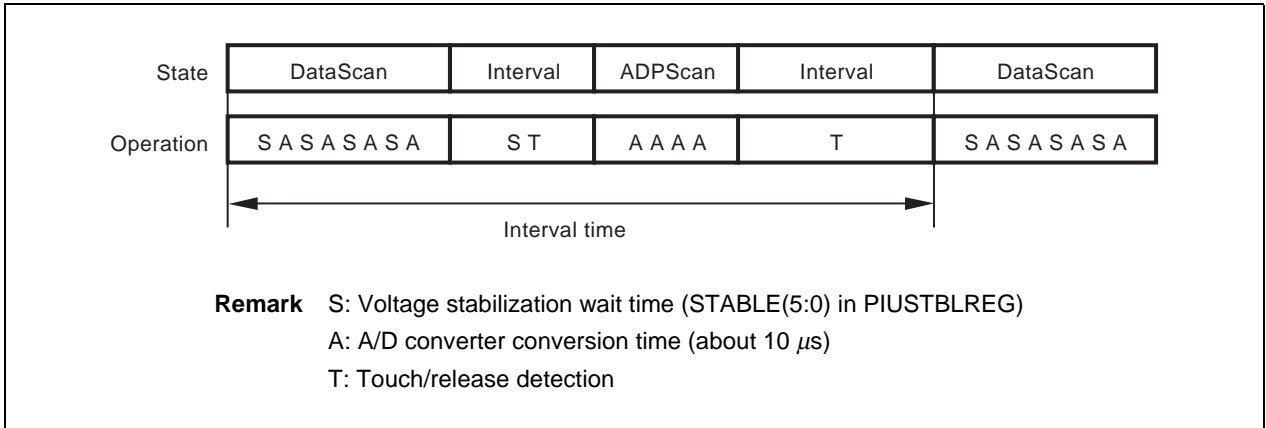 State DataScan Interval ADPScan Interval DataScan
Operation S A S A S A S A S T A A A A T S A S A S A S A
Interval time
Remark S: Voltage stabilization wait time (STABLE(5:0) in PIUSTBLREG)
A: A/D converter conversion time (about 10 μs)
T: Touch/release detection